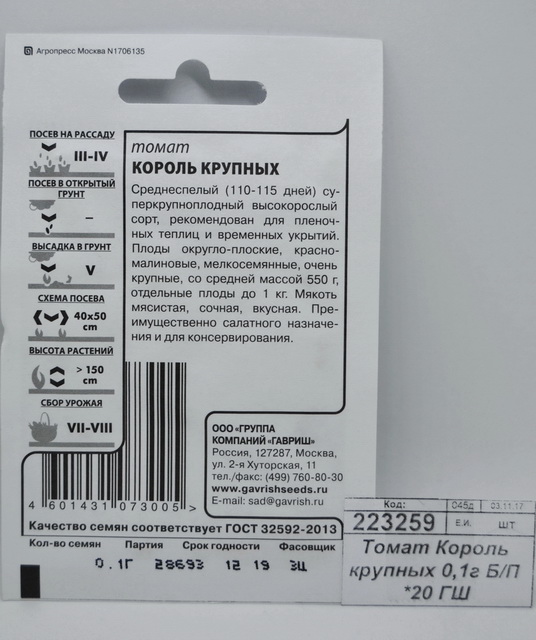 Агропресс Москва N1706135
ПОСЕВ НА РАССАДУ
III-IV
ПОСЕВ В ОТКРЫТЫЙ
ГРУНТ
–
ВЫСАДКА В ГРУНТ
V
СХЕМА ПОСЕВА
40x50
cm
ВЫСОТА РАСТЕНИЙ
> 150
cm
СБОР УРОЖАЯ
VII-VIII
томат
КОРОЛЬ КРУПНЫХ
Среднеспелый (110-115 дней) су-
перкрупноплодный высокорослый
сорт, рекомендован для пленоч-
ных теплиц и временных укрытий.
Плоды округло-плоские, красно-
малиновые, мелкосемянные, очень
крупные, со средней массой 550 г,
отдельные плоды до 1 кг. Мякоть
мясистая, сочная, вкусная. Пре-
имущественно салатного назначе-
ния и для консервирования.
ООО «ГРУППА
КОМПАНИЙ «ГАВРИШ»
Россия, 127287, Москва,
ул. 2-я Хуторская, 11
тел./факс: (499) 760-80-30
www.gavrishseeds.ru
E-mail: sad@gavrish.ru
4 601431 073005 >
Качество семян соответствует ГОСТ 32592-2013
Кол-во семян Партия Срок годности Фасовщик
0.1Г 28693 12 19 ЗЦ
Код: 045д 03.11.17
223259 Е.И. ШТ
Томат Король
крупных 0,1г Б/П
*20 ГШ